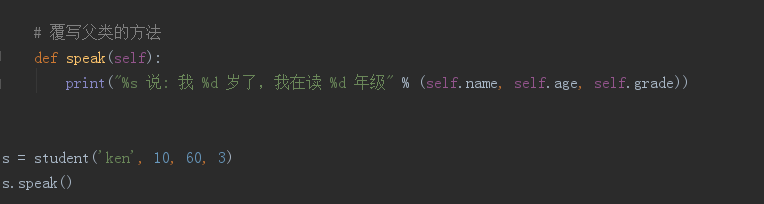 # 覆写父类的方法
def speak(self):
print("%s 说: 我 %d 岁了，我在读 %d 年级" % (self.name, self.age, self.grade))
s = student('ken', 10, 60, 3)
s.speak()